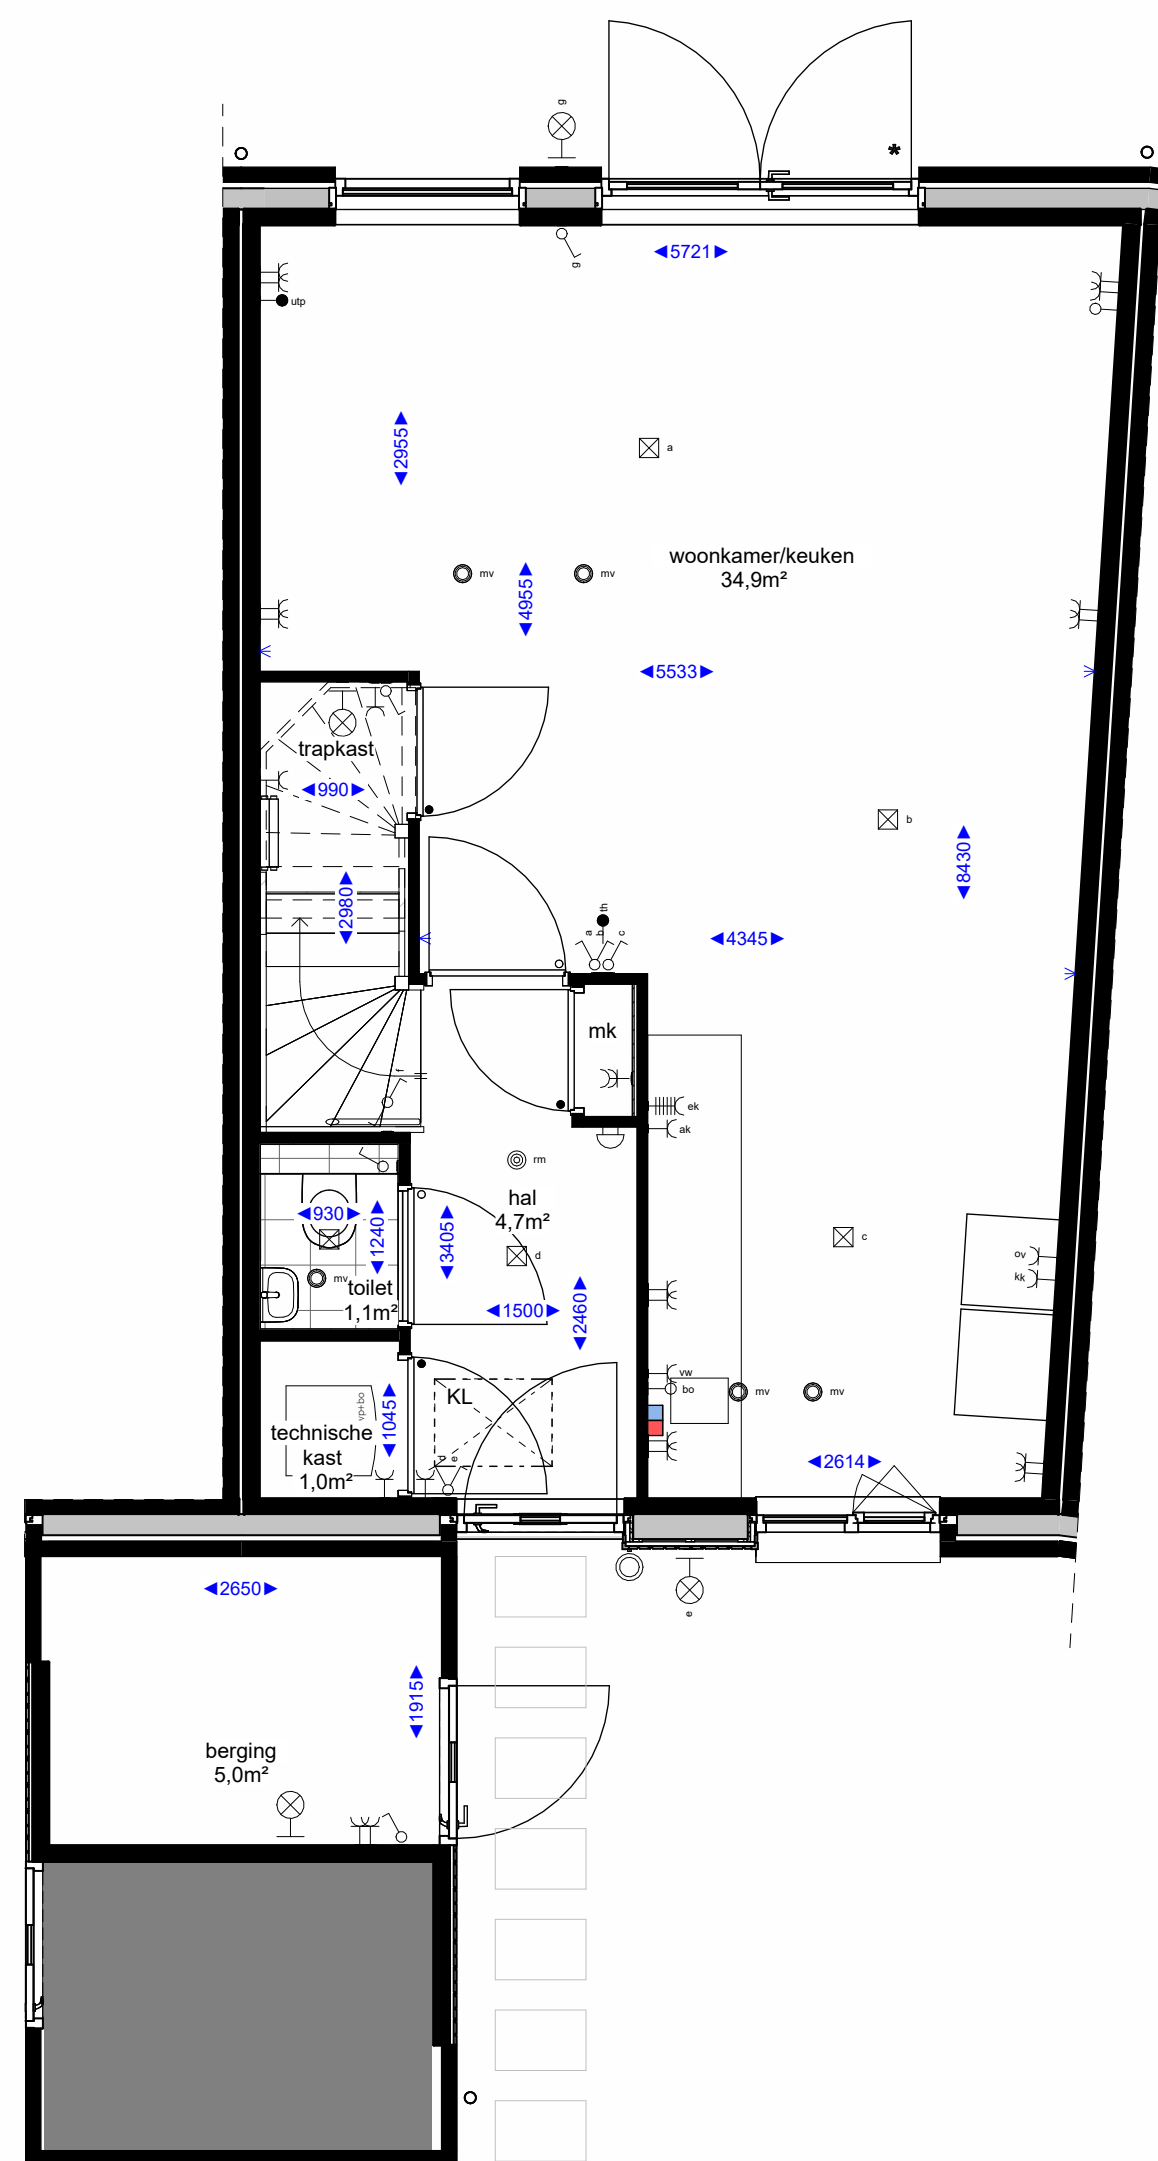 g
*
g
5721
utp
2955
a
woonkamer/keuken
34,9m²
mv
mv
4955
5533
trapkast
990
b
8430
2980
th
a
b
c
4345
mk
f
ek
ak
rm
hal
4,7m²
930
1240
3405
d
c
ov
kk
mv
toilet
1,1m²
1500
2460
vw
bo
mv
mv
KL
vp+bo
1045
technische
kast
1,0m²
d
e
2614
e
2650
1915
berging
5,0m²